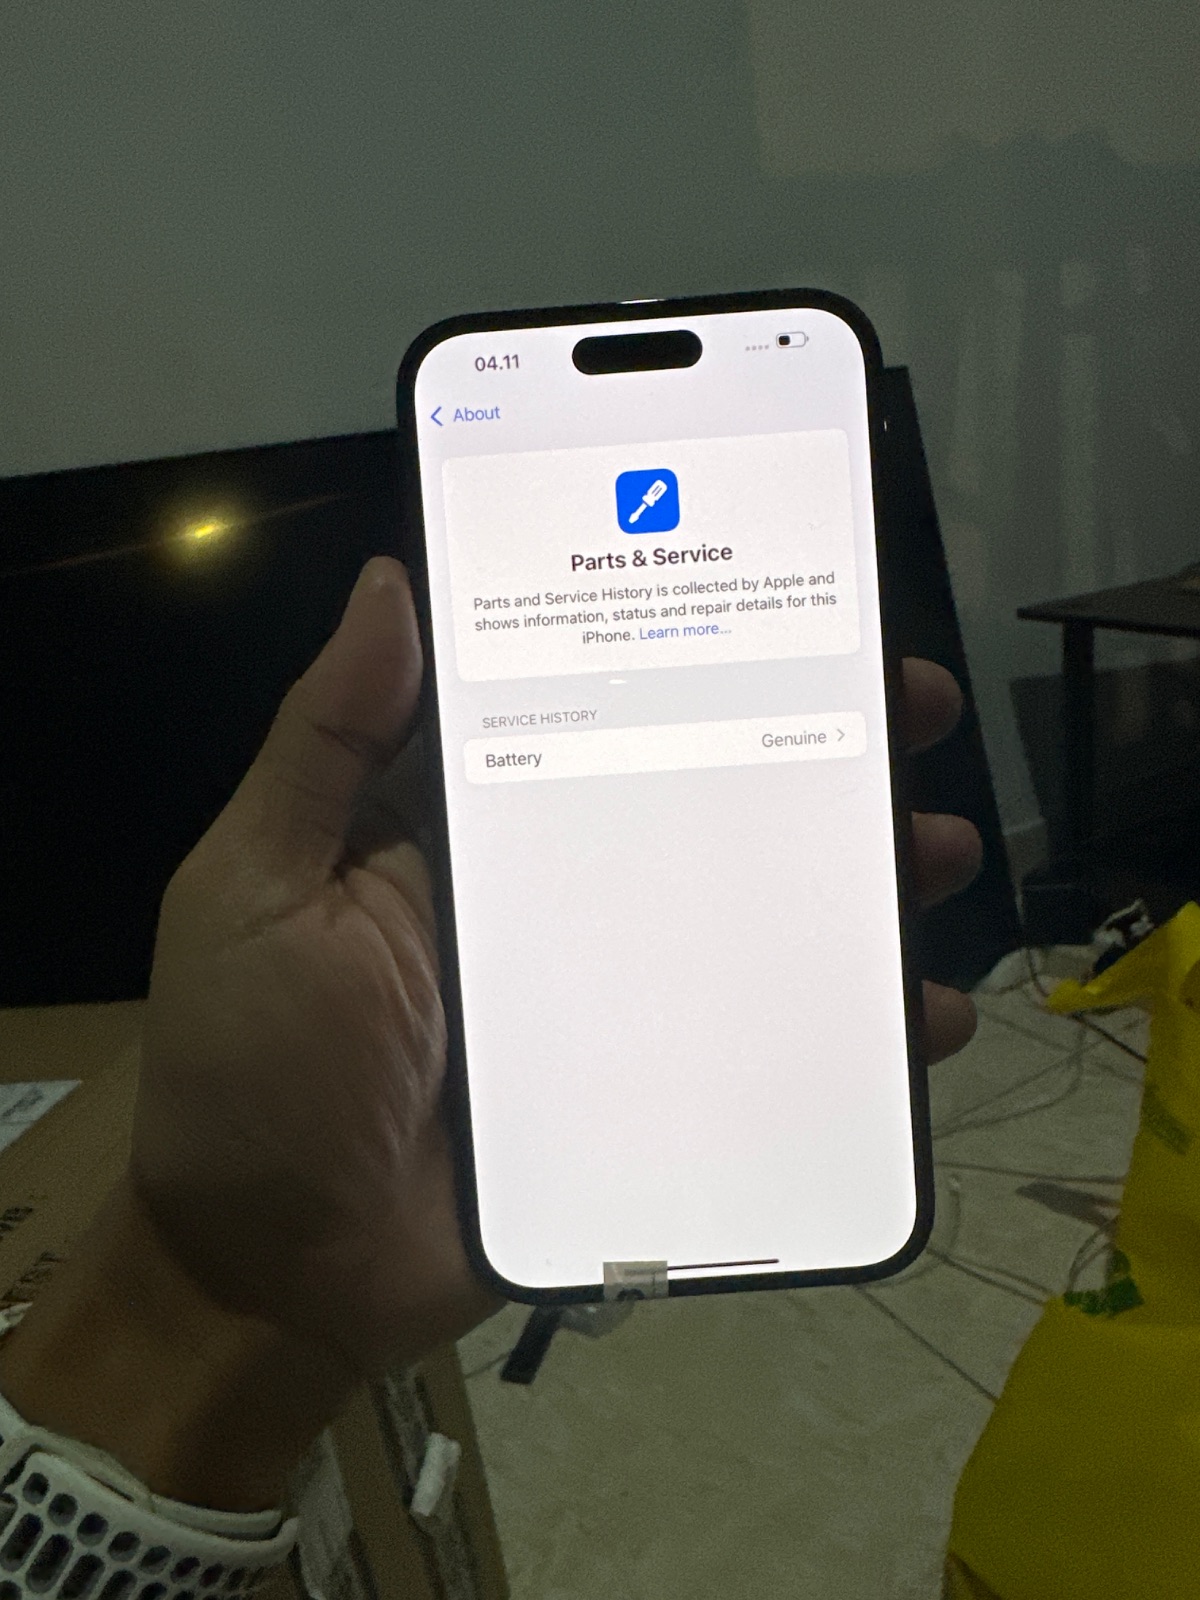 04.11
About
Parts & Service
Parts and Service History is collected by Apple and
shows information, status and repair details for this
iPhone. Learn more...
SERVICE HISTORY
Battery
Genuine